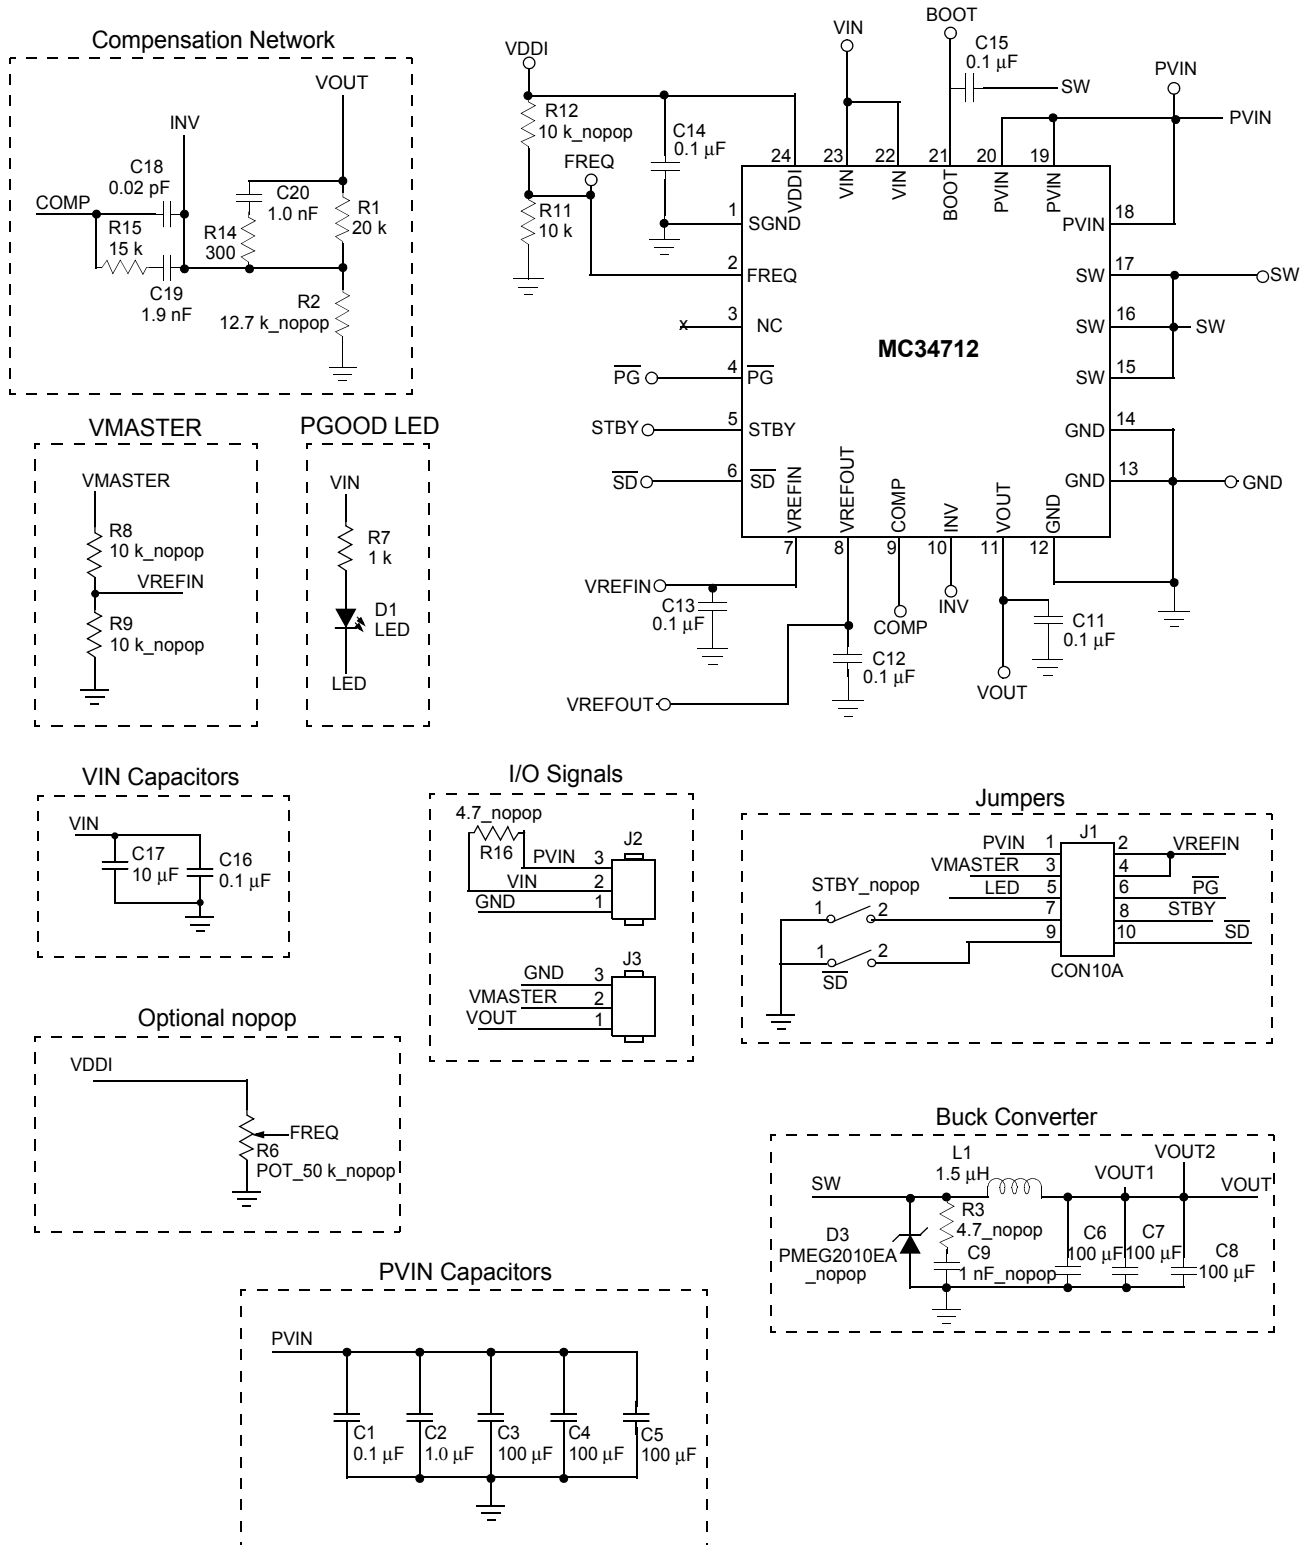 Compensation Network
VOUT
INV
C18
0.02 pF
COMP
R15
15 k
C19
1.9 nF
C20
1.0 nF
R14
300
R1
20 k
R2
12.7 k_nopop
VDDI
R12
10 k_nopop
FREQ
R11
10 k
C14
0.1 µF
VIN
BOOT
C15
0.1 µF
SW
PVIN
PVIN
24
23
22
21
20
19
VDDI
VIN
VIN
BOOT
PVIN
PVIN
1
SGND
2
FREQ
3
NC
x
PG
4
PG
STBY
5
STBY
SD
6
SD
MC34712
18
PVIN
17
SW
SW
16
SW
SW
15
SW
14
GND
13
GND
GND
VREFIN
VREFOUT
COMP
INV
VOUT
GND
7
8
9
10
11
12
VREFIN
C13
0.1 µF
COMP
INV
C11
0.1 µF
C12
0.1 µF
VOUT
VREFOUT
VMASTER
VMASTER
R8
10 k_nopop
VREFIN
R9
10 k_nopop
PGOOD LED
VIN
R7
1 k
D1
LED
LED
VIN Capacitors
VIN
C17
10 µF
C16
0.1 µF
I/O Signals
4.7_nopop
R16
J2
PVIN 3
VIN 2
GND 1
J3
GND 3
VMASTER 2
VOUT 1
Jumpers
J1
PVIN 1
2 VREFIN
VMASTER 3
4
LED 5
6 PG
STBY_nopop
1 2
7
8 STBY
9
10 SD
1 2
SD
CON10A
Optional nopop
VDDI
FREQ
R6
POT_50 k_nopop
Buck Converter
L1
1.5 µH
SW
VOUT1
VOUT2
VOUT
D3
PMEG2010EA
_nopop
R3
4.7_nopop
C9
1 nF_nopop
C6
100 µF
C7
100 µF
C8
100 µF
PVIN Capacitors
PVIN
C1
0.1 µF
C2
1.0 µF
C3
100 µF
C4
100 µF
C5
100 µF